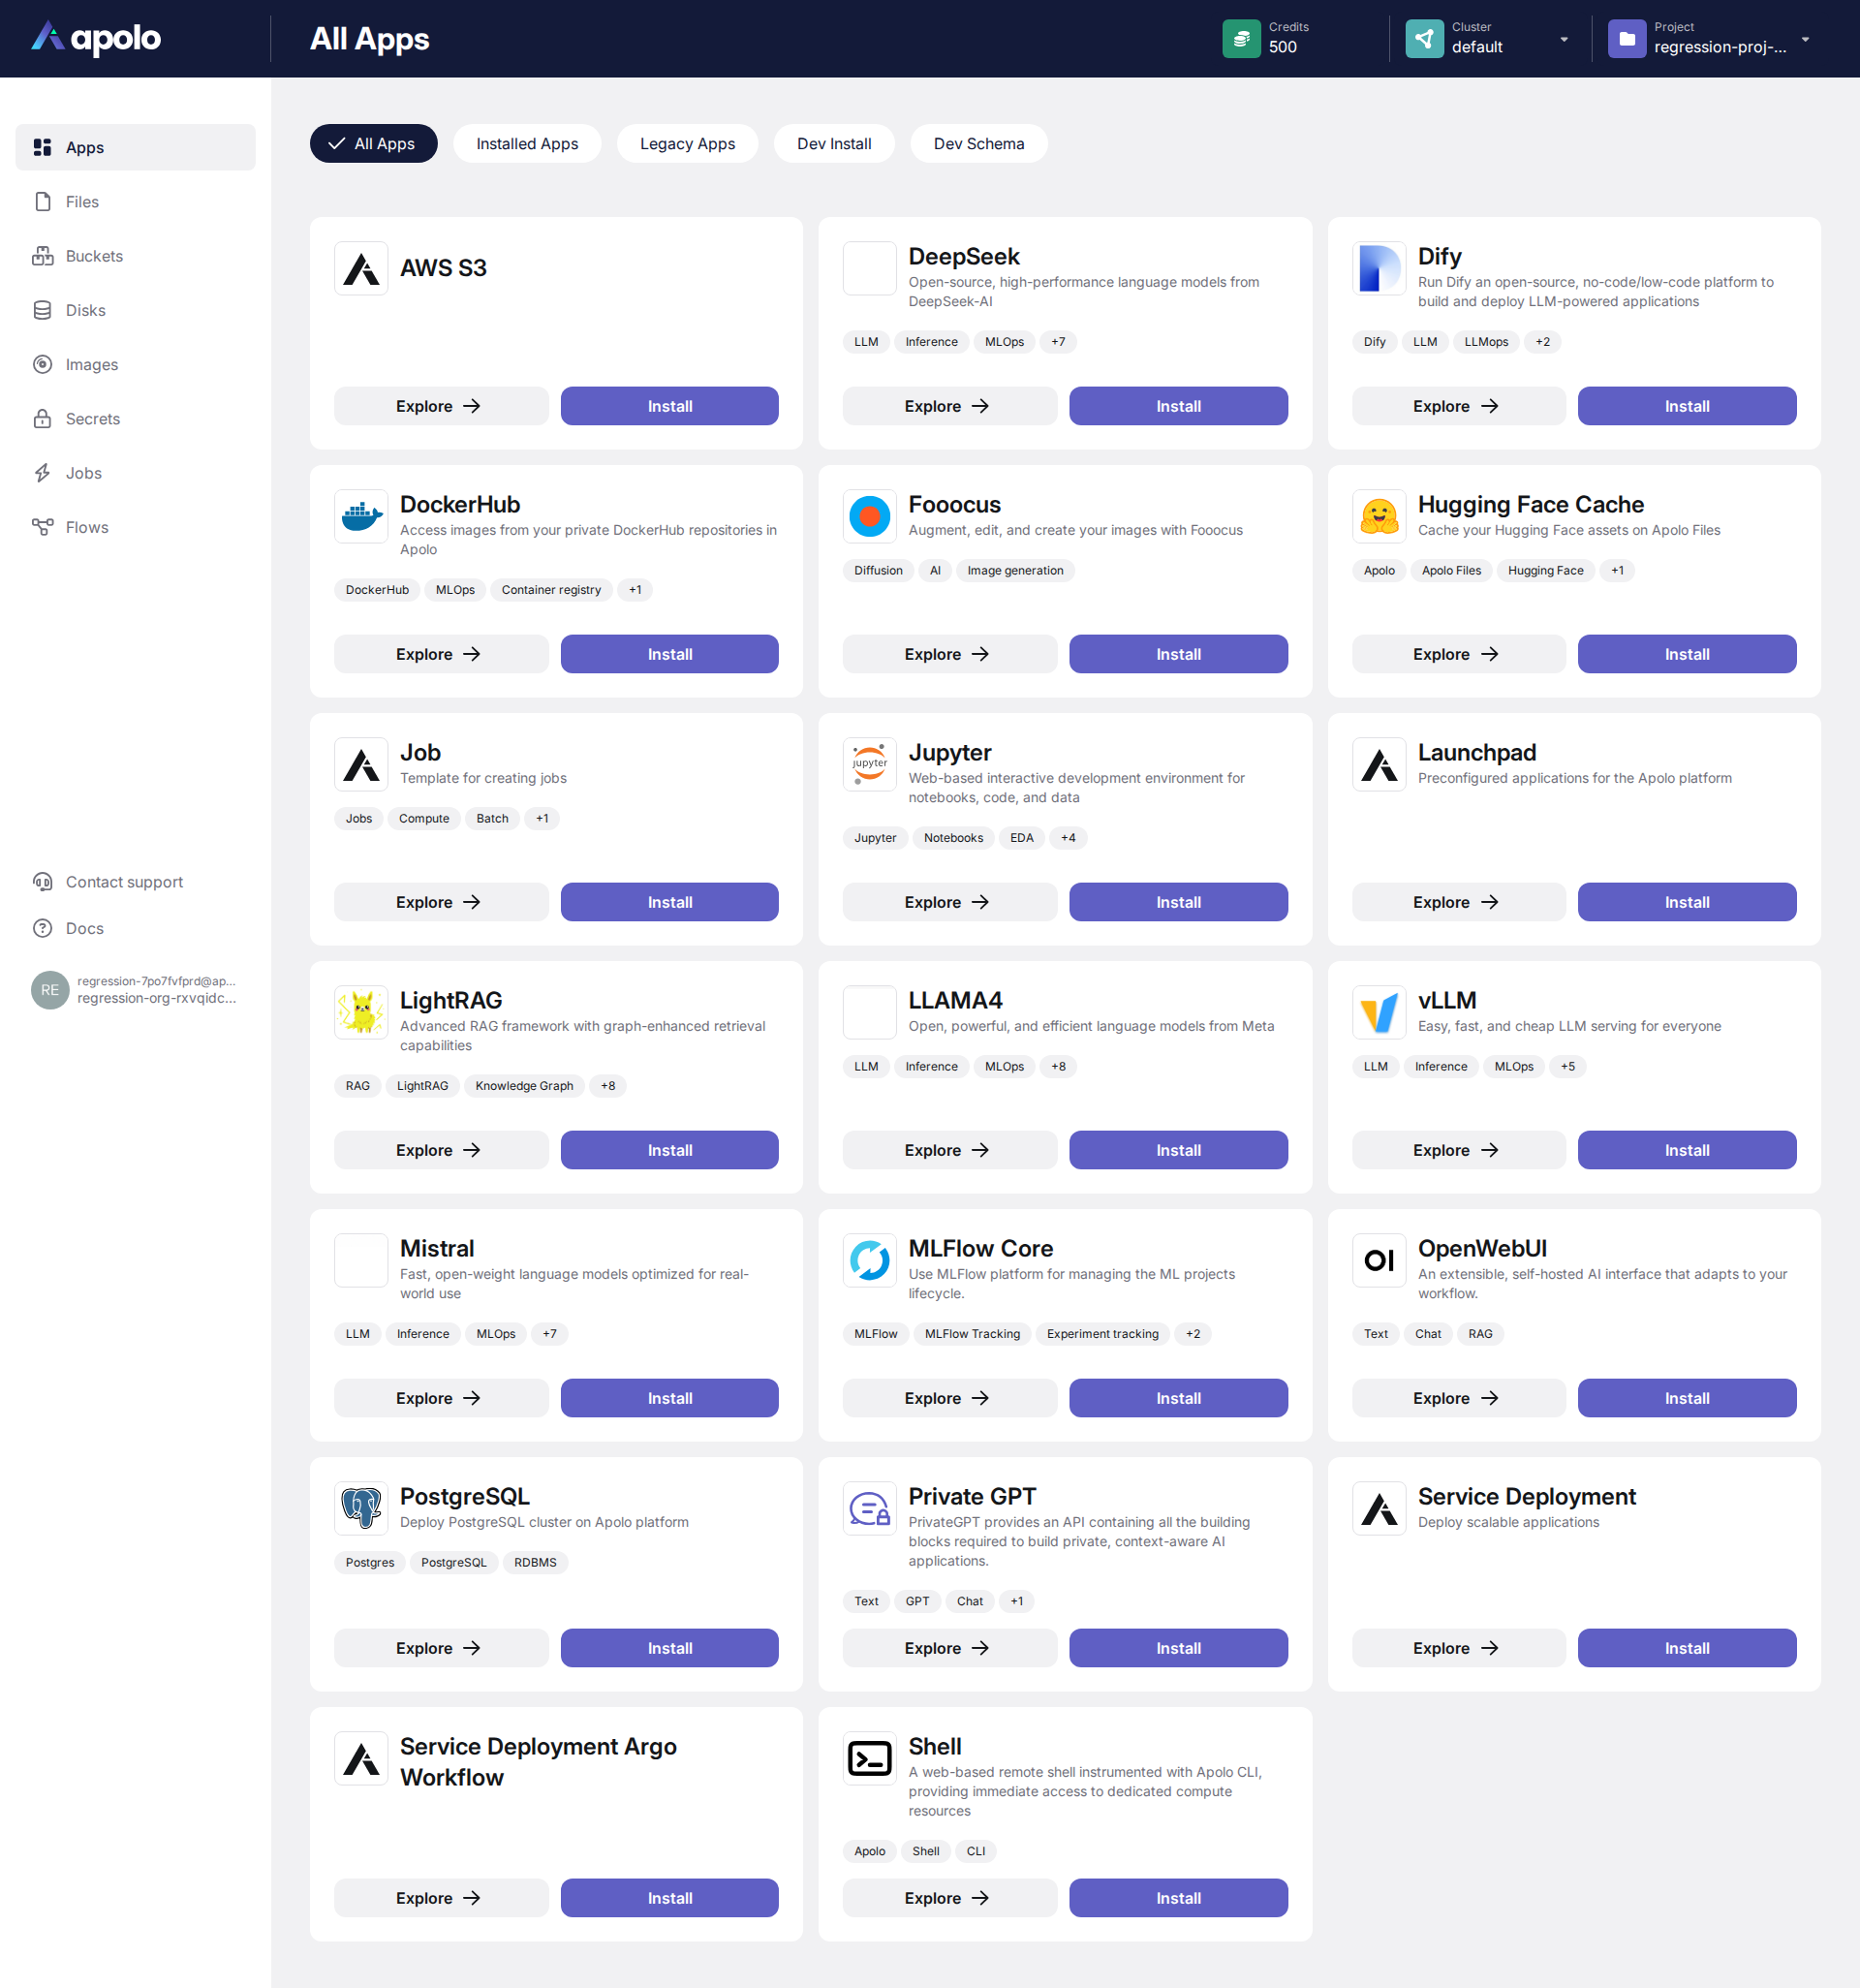 apolo
All Apps
Credits
500
Cluster
default
Project
regression-proj-...
Apps
Files
Buckets
Disks
Images
Secrets
Jobs
Flows
Contact support
Docs
RE
regression-7po7fvfprd@ap...
regression-org-rxvqidc...
All Apps
Installed Apps
Legacy Apps
Dev Install
Dev Schema
AWS S3
Explore
Install
DeepSeek
Open-source, high-performance language models from
DeepSeek-AI
LLM Inference MLOps +7
Explore
Install
Dify
Run Dify an open-source, no-code/low-code platform to
build and deploy LLM-powered applications
Dify LLM LLMops +2
Explore
Install
DockerHub
Access images from your private DockerHub repositories in
Apolo
DockerHub MLOps Container registry +1
Explore
Install
Fooocus
Augment, edit, and create your images with Fooocus
Diffusion AI Image generation
Explore
Install
Hugging Face Cache
Cache your Hugging Face assets on Apolo Files
Apolo Apolo Files Hugging Face +1
Explore
Install
Job
Template for creating jobs
Jobs Compute Batch +1
Explore
Install
jupyter
Jupyter
Web-based interactive development environment for
notebooks, code, and data
Jupyter Notebooks EDA +4
Explore
Install
Launchpad
Preconfigured applications for the Apolo platform
Explore
Install
LightRAG
Advanced RAG framework with graph-enhanced retrieval
capabilities
RAG LightRAG Knowledge Graph +8
Explore
Install
LLAMA4
Open, powerful, and efficient language models from Meta
LLM Inference MLOps +8
Explore
Install
vLLM
Easy, fast, and cheap LLM serving for everyone
LLM Inference MLOps +5
Explore
Install
Mistral
Fast, open-weight language models optimized for real-
world use
LLM Inference MLOps +7
Explore
Install
MLFlow Core
Use MLFlow platform for managing the ML projects
lifecycle.
MLFlow MLFlow Tracking Experiment tracking +2
Explore
Install
OI
OpenWebUI
An extensible, self-hosted AI interface that adapts to your
workflow.
Text Chat RAG
Explore
Install
PostgreSQL
Deploy PostgreSQL cluster on Apolo platform
Postgres PostgreSQL RDBMS
Explore
Install
Private GPT
PrivateGPT provides an API containing all the building
blocks required to build private, context-aware AI
applications.
Text GPT Chat +1
Explore
Install
Service Deployment
Deploy scalable applications
Explore
Install
Service Deployment Argo
Workflow
Explore
Install
Shell
A web-based remote shell instrumented with Apolo CLI,
providing immediate access to dedicated compute
resources
Apolo Shell CLI
Explore
Install